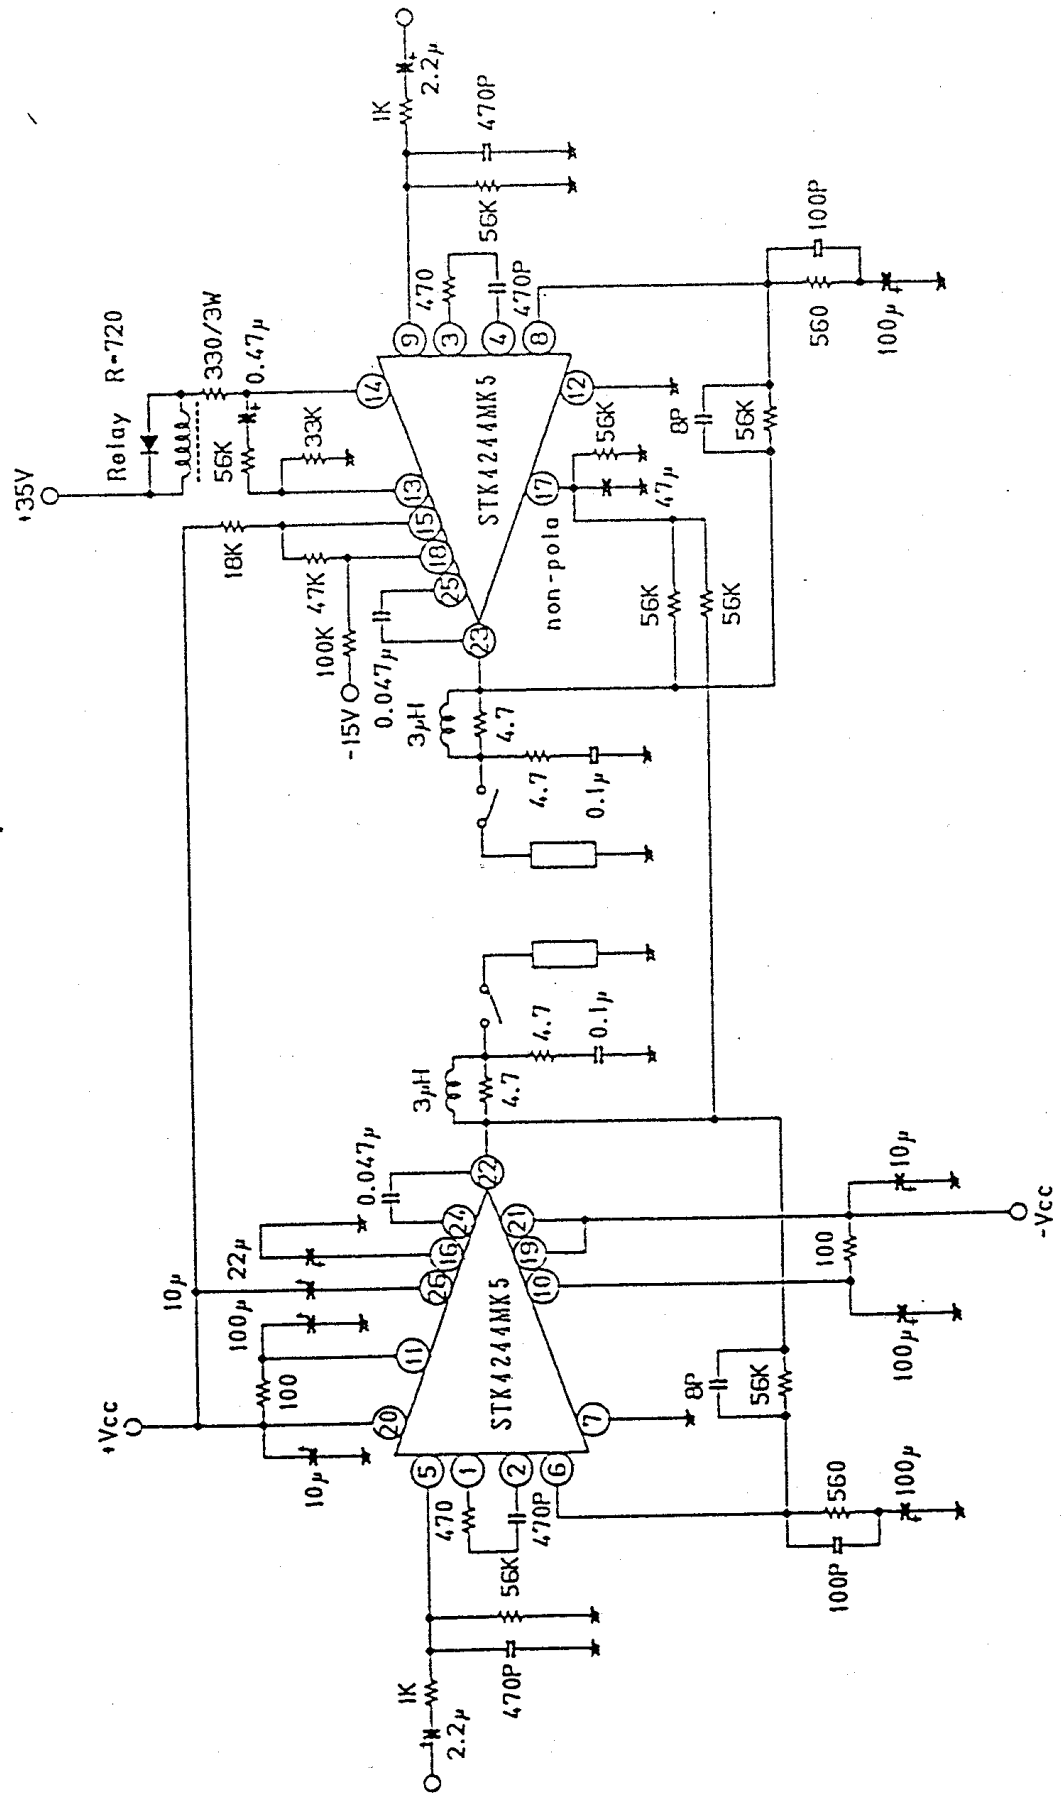 2.2μ
1K
470P
56K
470
470P
9
3
4
8
Relay R=720
330/3W
0.47μ
+35V
56K
33K
14
13
15
18
25
23
STK4244MK5
12
17
56K
47μ
non-pola
100P
560
100μ
8P
56K
18K
47K
100K
-15V
0.047μ
56K
56K
3μH
4.7
4.7
0.1μ
4.7
0.1μ
3μH
4.7
0.047μ
22
24
16
26
11
20
21
19
10
7
STK4244MK5
10μ
22μ
100μ
100
+Vcc
10μ
10μ
100
-Vcc
100μ
8P
56K
5
1
2
6
470
470P
56K
470P
1K
2.2μ
560
100μ
100P